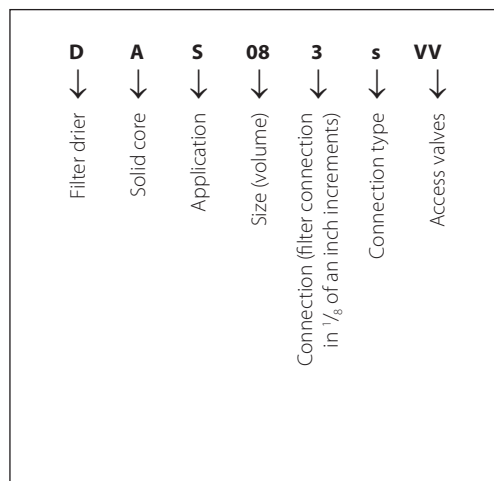 D A S 08 3 s VV
Filter drier
Solid core
Application
Size (volume)
Connection (filter connection
in 1/8 of an inch increments)
Connection type
Access valves